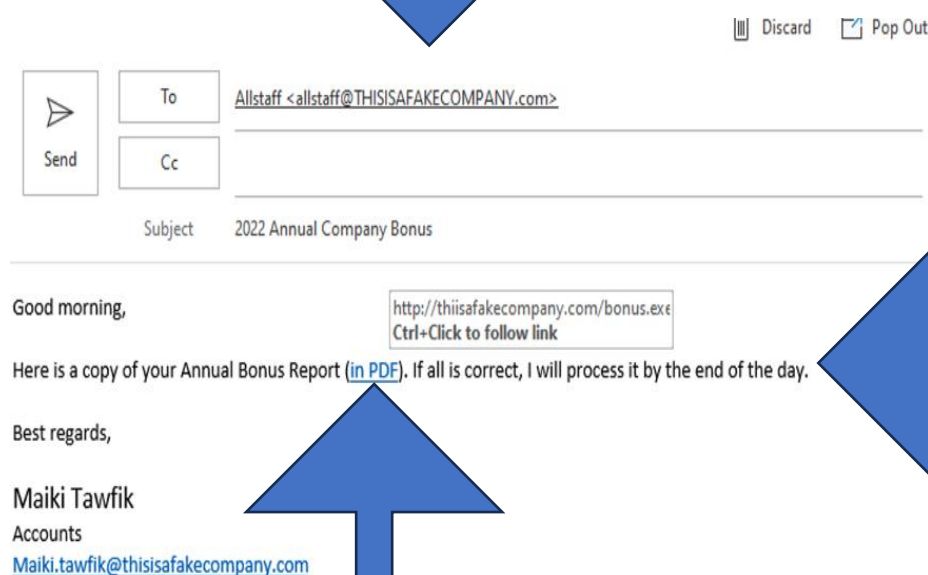 Discard Pop Out
To Allstaff <allstaff@THISISAFAKECOMPANY.com>
Send
Cc
Subject 2022 Annual Company Bonus
Good morning,
http://thiisafakecompany.com/bonus.exe
Ctrl+Click to follow link
Here is a copy of your Annual Bonus Report (in PDF). If all is correct, I will process it by the end of the day.
Best regards,
Maiki Tawfik
Accounts
Maiki.tawfik@thisisafakecompany.com